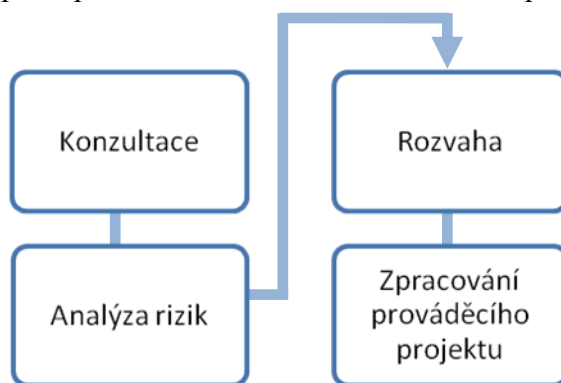 Konzultace
Analýza rizik
Rozvaha
Zpracování
prováděcího
projektu